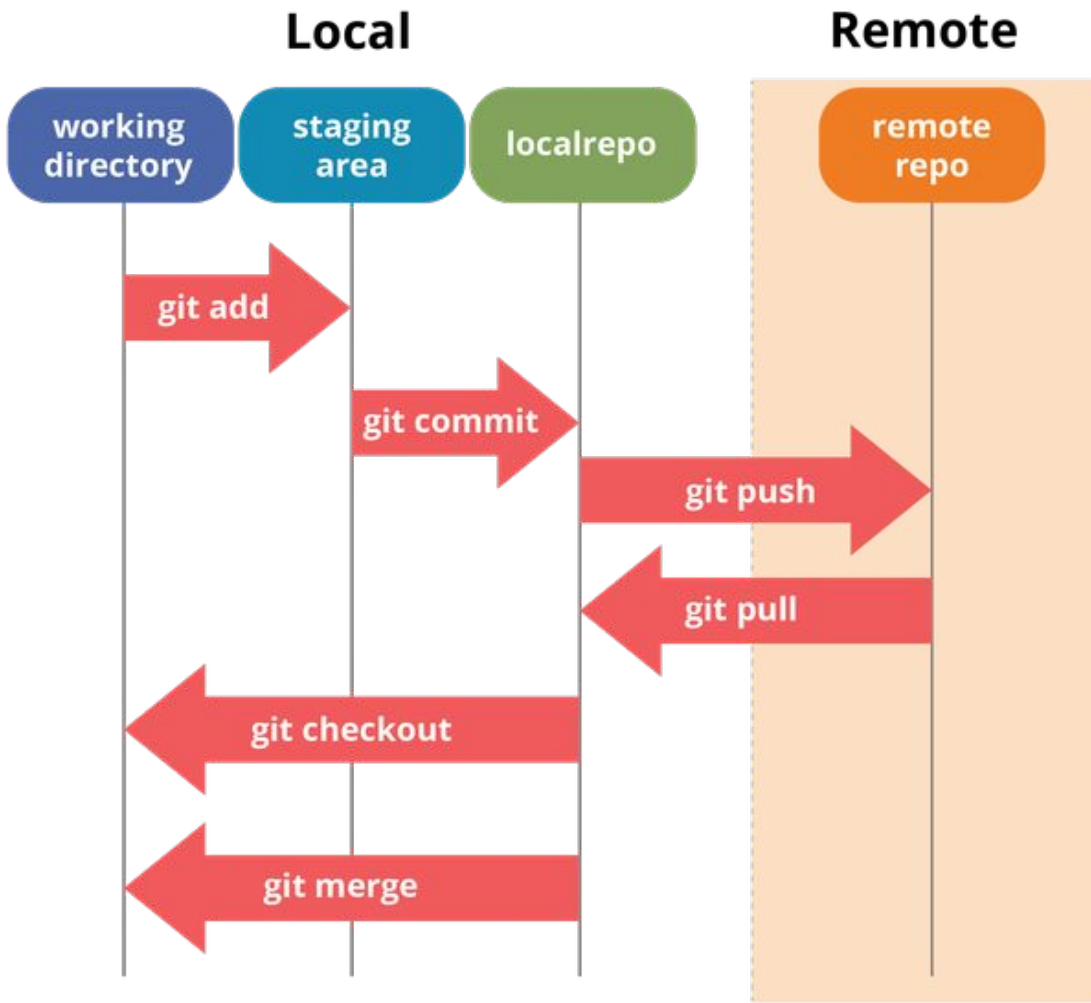 Local
Remote
working
directory
staging
area
localrepo
remote
repo
git add
git commit
git push
git pull
git checkout
git merge